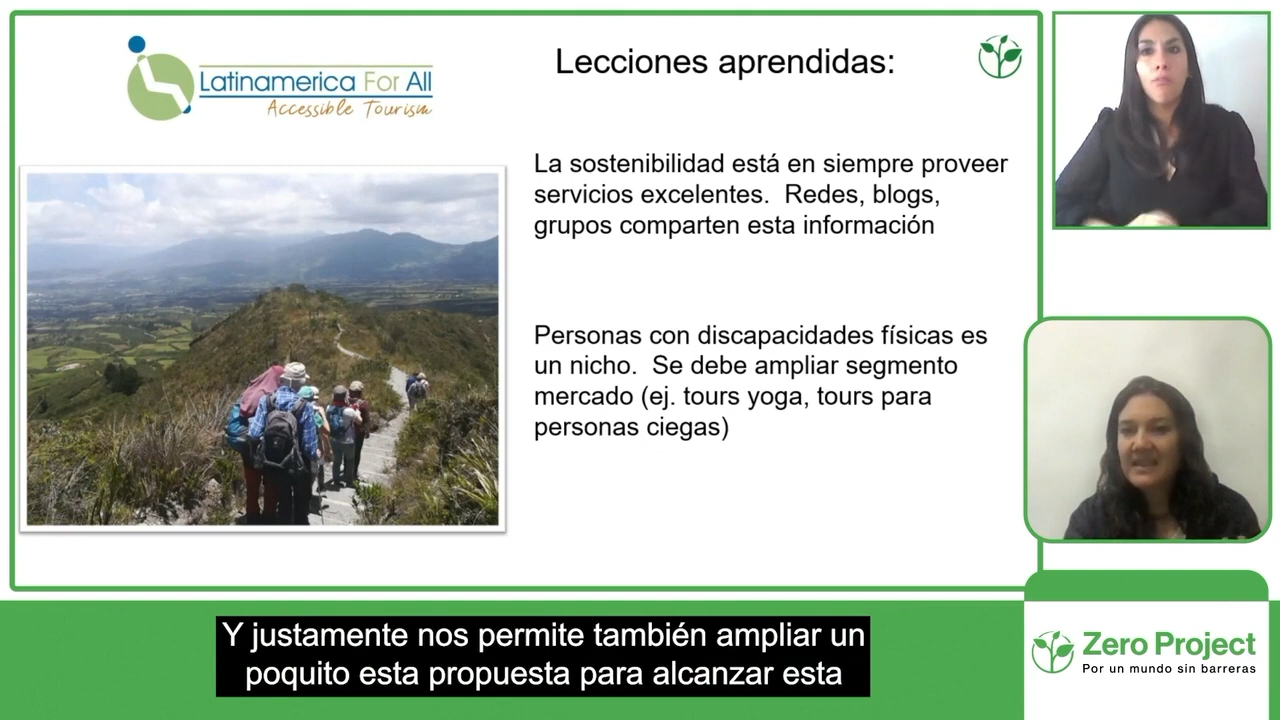 Latinamerica For All
Accessible Tourism
Lecciones aprendidas:
La sostenibilidad está en siempre proveer
servicios excelentes.  Redes, blogs,
grupos comparten esta información
Personas con discapacidades físicas es
un nicho.  Se debe ampliar segmento
mercado (ej. tours yoga, tours para
personas ciegas)
Y justamente nos permite también ampliar un
poquito esta propuesta para alcanzar esta
Zero Project
Por un mundo sin barreras